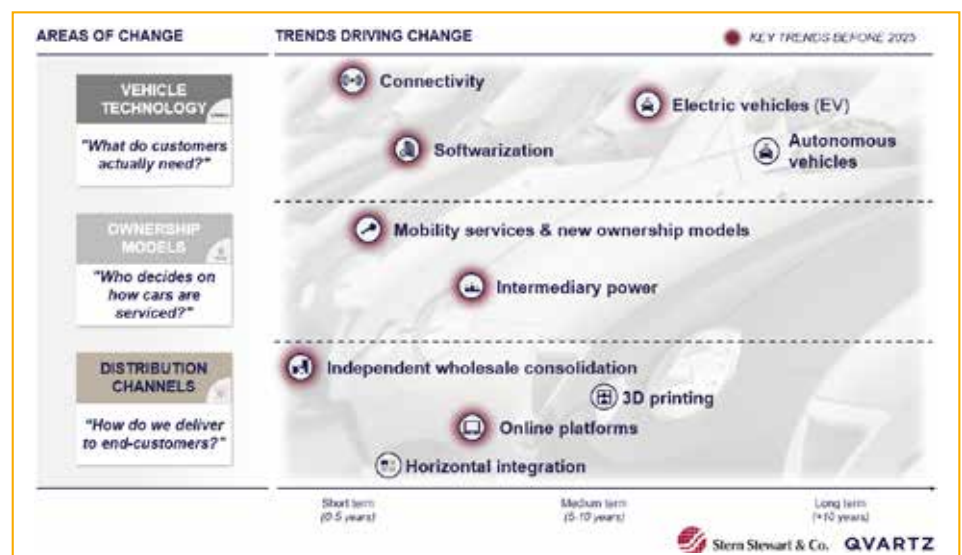 AREAS OF CHANGE
TRENDS DRIVING CHANGE
KEY TRENDS BEFORE 2025
VEHICLE
TECHNOLOGY
"What do customers
actually need?"
Connectivity
Electric vehicles (EV)
Softwarization
Autonomous
vehicles
OWNERSHIP
MODELS
"Who decides on
how cars are
serviced?"
Mobility services & new ownership models
Intermediary power
DISTRIBUTION
CHANNELS
"How do we deliver
to end-customers?"
Independent wholesale consolidation
3D printing
Online platforms
Horizontal integration
Short term
(0-5 years)
Medium term
(5-10 years)
Long term
(+10 years)
Stern Stewart & Co.
QVARTZ